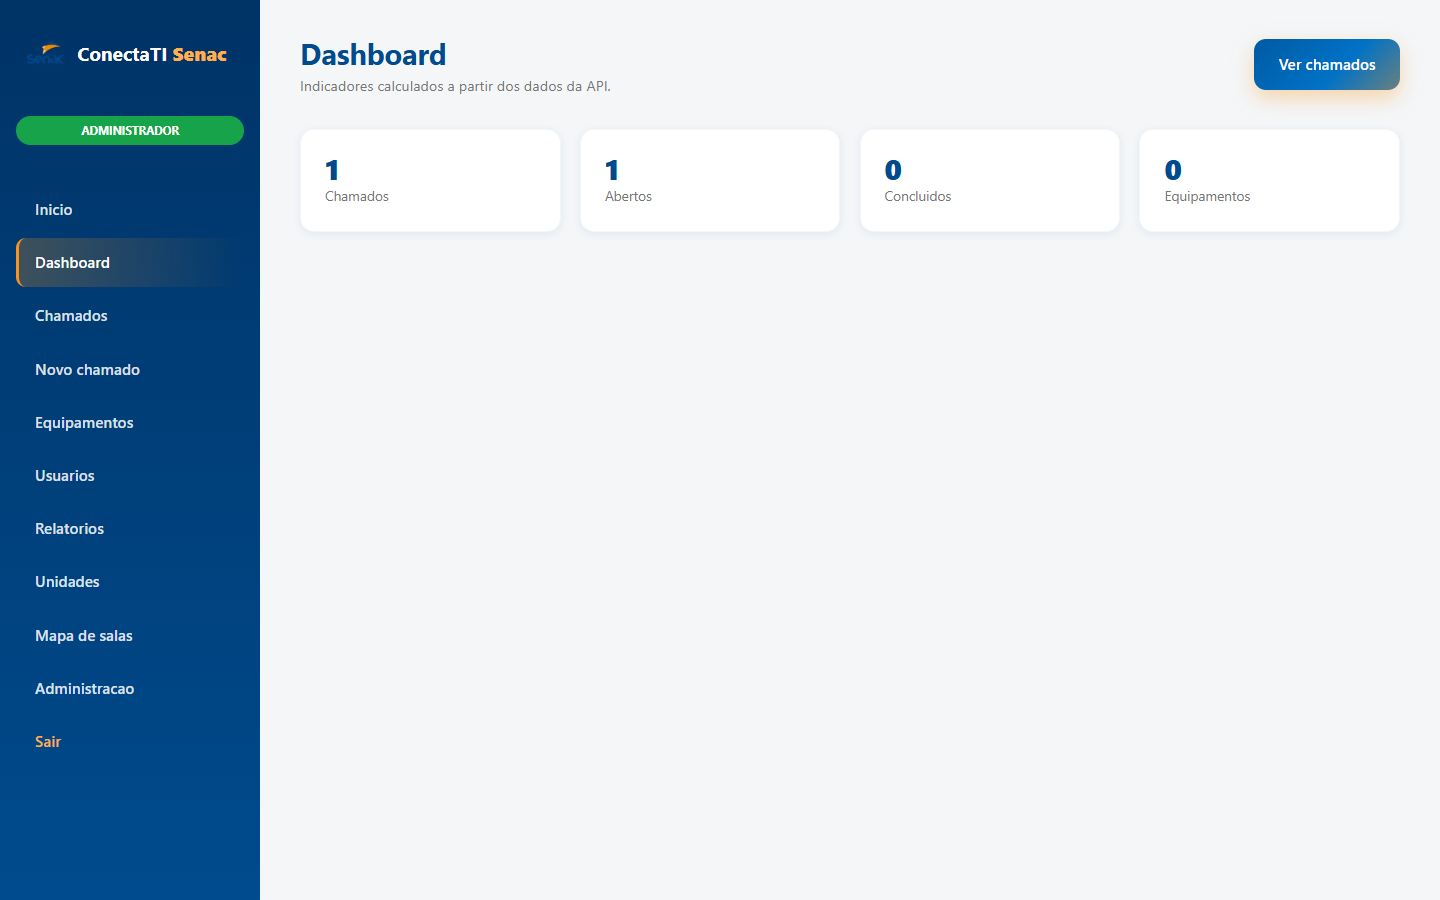 Senac
ConectaTI Senac
ADMINISTRADOR
Inicio
Dashboard
Chamados
Novo chamado
Equipamentos
Usuarios
Relatorios
Unidades
Mapa de salas
Administracao
Sair
Dashboard
Indicadores calculados a partir dos dados da API.
Ver chamados
1
Chamados
1
Abertos
0
Concluidos
0
Equipamentos